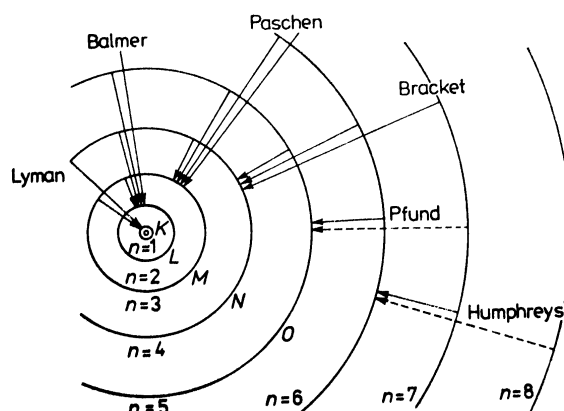 Paschen
Balmer
Bracket
Lyman
K
n=1
L
Pfund
n=2
M
n=3
N
Humphreys
O
n=4
n=5
n=6
n=7
n=8